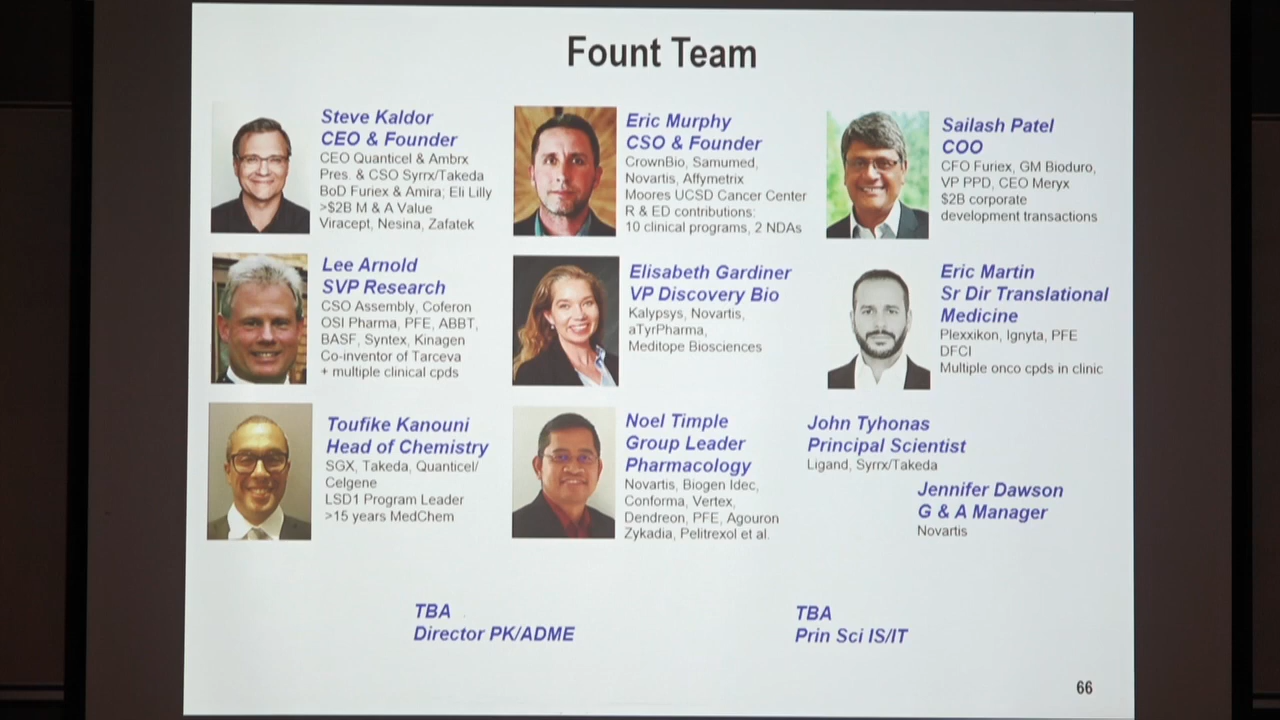 Fount Team
Steve Kaldor
CEO & Founder
CEO Quanticel & Ambrx
Pres. & CSO Syrrx/Takeda
BoD Furiex & Amira; Eli Lilly
>$2B M & A Value
Viracept, Nesina, Zafatek
Eric Murphy
CSO & Founder
CrownBio, Samumed,
Novartis, Affymetrix
Moores UCSD Cancer Center
R & ED contributions:
10 clinical programs, 2 NDAs
Sailash Patel
COO
CFO Furiex, GM Bioduro,
VP PPD, CEO Meryx
$2B corporate
development transactions
Lee Arnold
SVP Research
CSO Assembly, Coferon
OSI Pharma, PFE, ABBT,
BASF, Syntex, Kinagen
Co-inventor of Tarceva
+ multiple clinical cpds
Elisabeth Gardiner
VP Discovery Bio
Kalypsys, Novartis,
aTyrPharma,
Meditope Biosciences
Eric Martin
Sr Dir Translational
Medicine
Plexxikon, Ignyta, PFE
DFCI
Multiple onco cpds in clinic
Toufike Kanouni
Head of Chemistry
SGX, Takeda, Quanticel/
Celgene
LSD1 Program Leader
>15 years MedChem
Noel Timple
Group Leader
Pharmacology
Novartis, Biogen Idec,
Conforma, Vertex,
Dendreon, PFE, Agouron
Zykadia, Pelitrexol et al.
John Tyhonas
Principal Scientist
Ligand, Syrrx/Takeda
Jennifer Dawson
G & A Manager
Novartis
TBA
Director PK/ADME
TBA
Prin Sci IS/IT
66